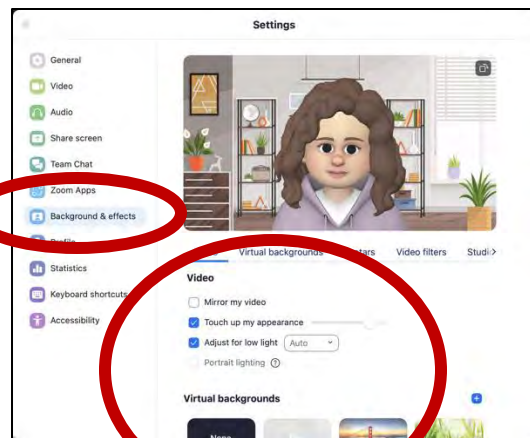 Settings
General
Video
Audio
Share screen
Team Chat
Zoom Apps
Background & effects
Statistics
Keyboard shortcuts
Accessibility
Virtual backgrounds Video filters
Video
Mirror my video
Touch up my appearance
Adjust for low light Auto
Portrait lighting ?
Virtual backgrounds
None